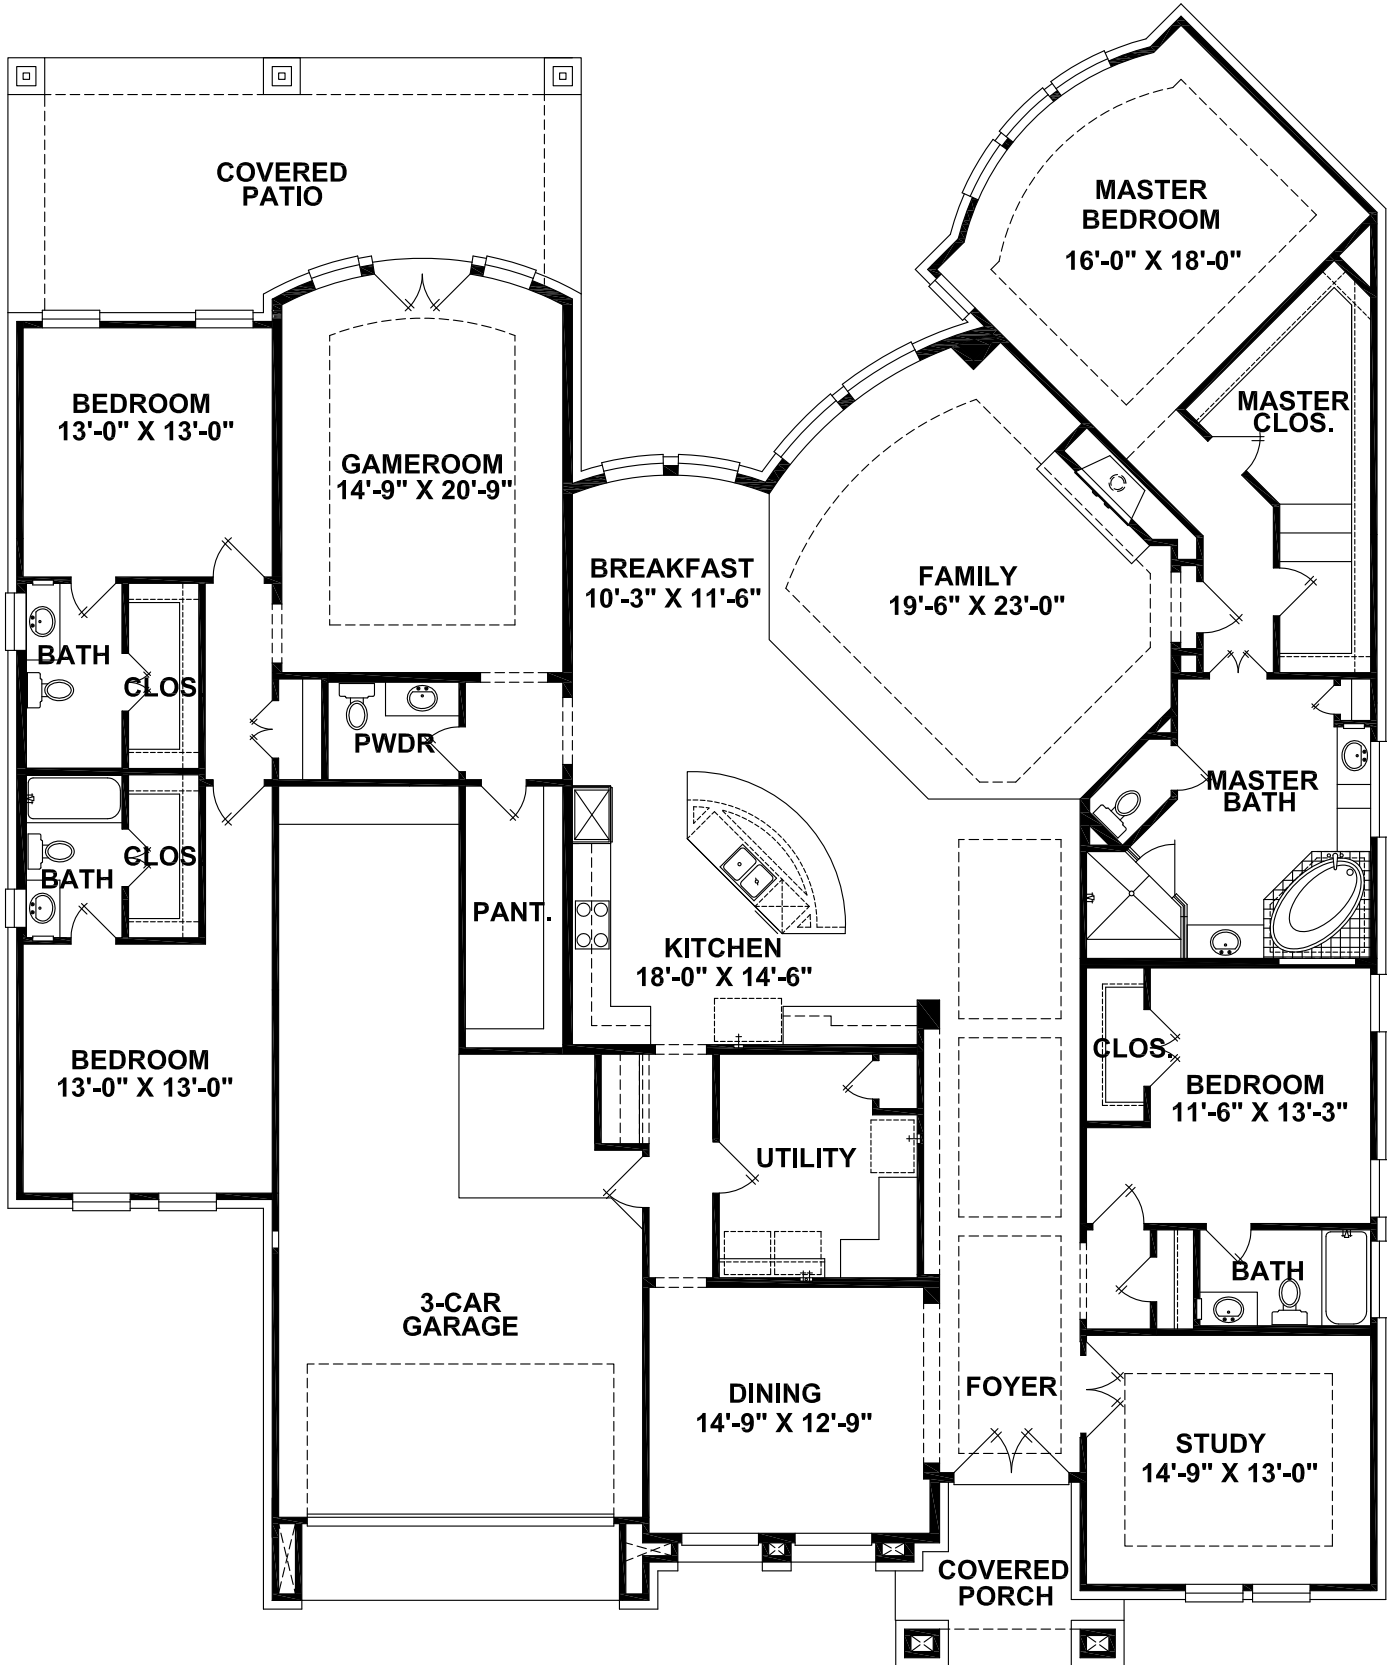 COVERED
PATIO
MASTER
BEDROOM
16'-0" X 18'-0"
BEDROOM
13'-0" X 13'-0"
GAMEROOM
14'-9" X 20'-9"
MASTER
CLOS.
BREAKFAST
10'-3" X 11'-6"
FAMILY
19'-6" X 23'-0"
BATH
CLOS.
PWDR
MASTER
BATH
BATH
CLOS.
PANT.
KITCHEN
18'-0" X 14'-6"
BEDROOM
13'-0" X 13'-0"
CLOS.
BEDROOM
11'-6" X 13'-3"
UTILITY
BATH
3-CAR
GARAGE
DINING
14'-9" X 12'-9"
FOYER
STUDY
14'-9" X 13'-0"
COVERED
PORCH